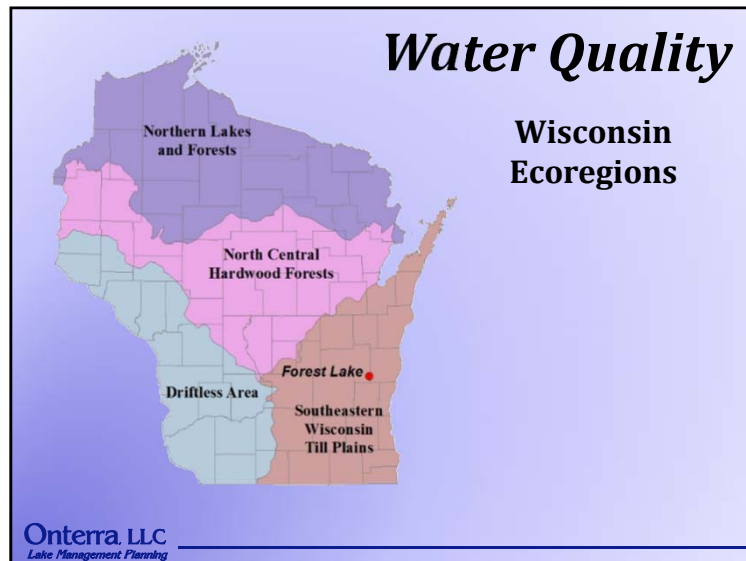 Water Quality
Wisconsin
Ecoregions
Northern Lakes
and Forests
North Central
Hardwood Forests
Forest Lake
Driftless Area
Southeastern
Wisconsin
Till Plains
Onterra, LLC
Lake Management Planning